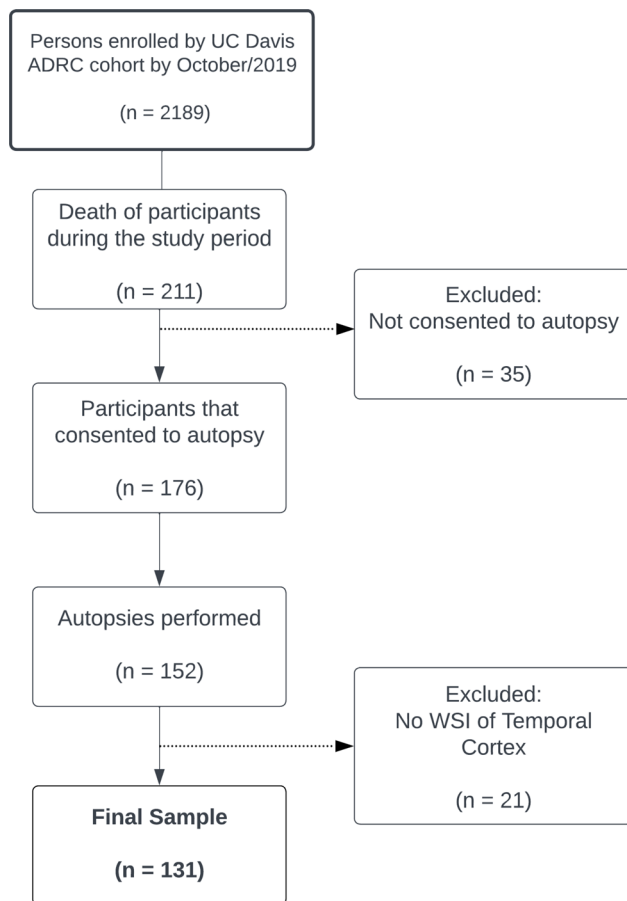 Persons enrolled by UC Davis
ADRC cohort by October/2019
(n = 2189)
Death of participants
during the study period
(n = 211)
Excluded:
Not consented to autopsy
(n = 35)
Participants that
consented to autopsy
(n = 176)
Autopsies performed
(n = 152)
Excluded:
No WSI of Temporal
Cortex
(n = 21)
Final Sample
(n = 131)